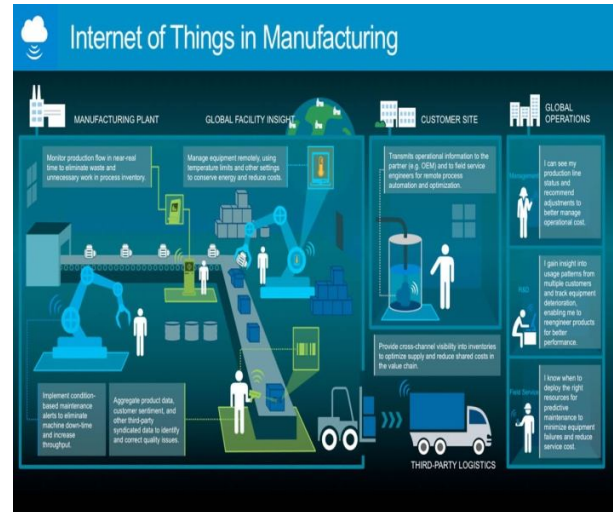 Internet of Things in Manufacturing
MANUFACTURING PLANT
GLOBAL FACILITY INSIGHT
CUSTOMER SITE
GLOBAL
OPERATIONS
Monitor production flow in near-real
time to eliminate waste and
unnecessary work in process inventory.
Manage equipment remotely, using
temperature limits and other settings
to conserve energy and reduce costs.
Transmits operational information to the
partner (e.g. OEM) and to field service
engineers for remote process
automation and optimization.
Management
I can see my
production line
status and
recommend
adjustments to
better manage
operational cost.
R&D
I gain insight into
usage patterns from
multiple customers
and track equipment
deterioration,
enabling me to
reengineer products
for better
performance.
Provide cross-channel visibility into inventories
to optimize supply and reduce shared costs in
the value chain.
Field Service
I know when to
deploy the right
resources for
predictive
maintenance to
minimize equipment
failures and reduce
service cost.
Implement condition-
based maintenance
alerts to eliminate
machine down-time
and increase
throughput.
Aggregate product data,
customer sentiment, and
other third-party
syndicated data to identify
and correct quality issues.
THIRD-PARTY LOGISTICS